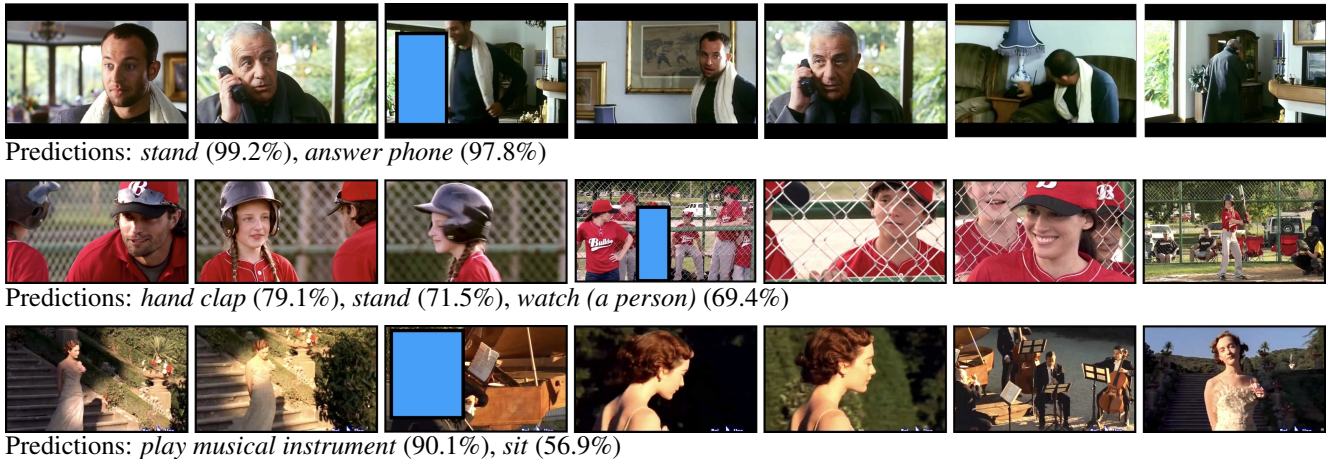 Predictions: stand (99.2%), answer phone (97.8%)
B
Bulldogs
B
B
Predictions: hand clap (79.1%), stand (71.5%), watch (a person) (69.4%)
Predictions: play musical instrument (90.1%), sit (56.9%)